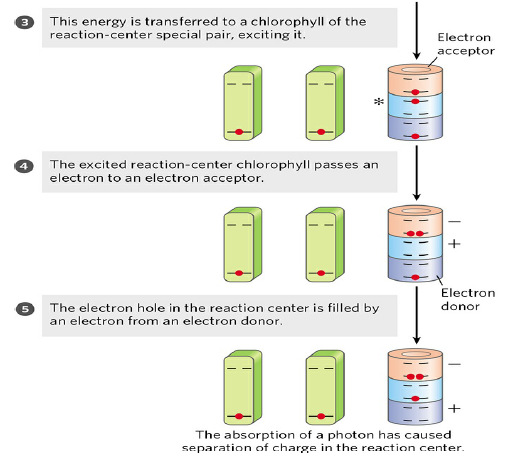 3 This energy is transferred to a chlorophyll of the
reaction-center special pair, exciting it.
Electron
acceptor
*
4 The excited reaction-center chlorophyll passes an
electron to an electron acceptor.
−
+
Electron
donor
5 The electron hole in the reaction center is filled by
an electron from an electron donor.
−
+
The absorption of a photon has caused
separation of charge in the reaction center.